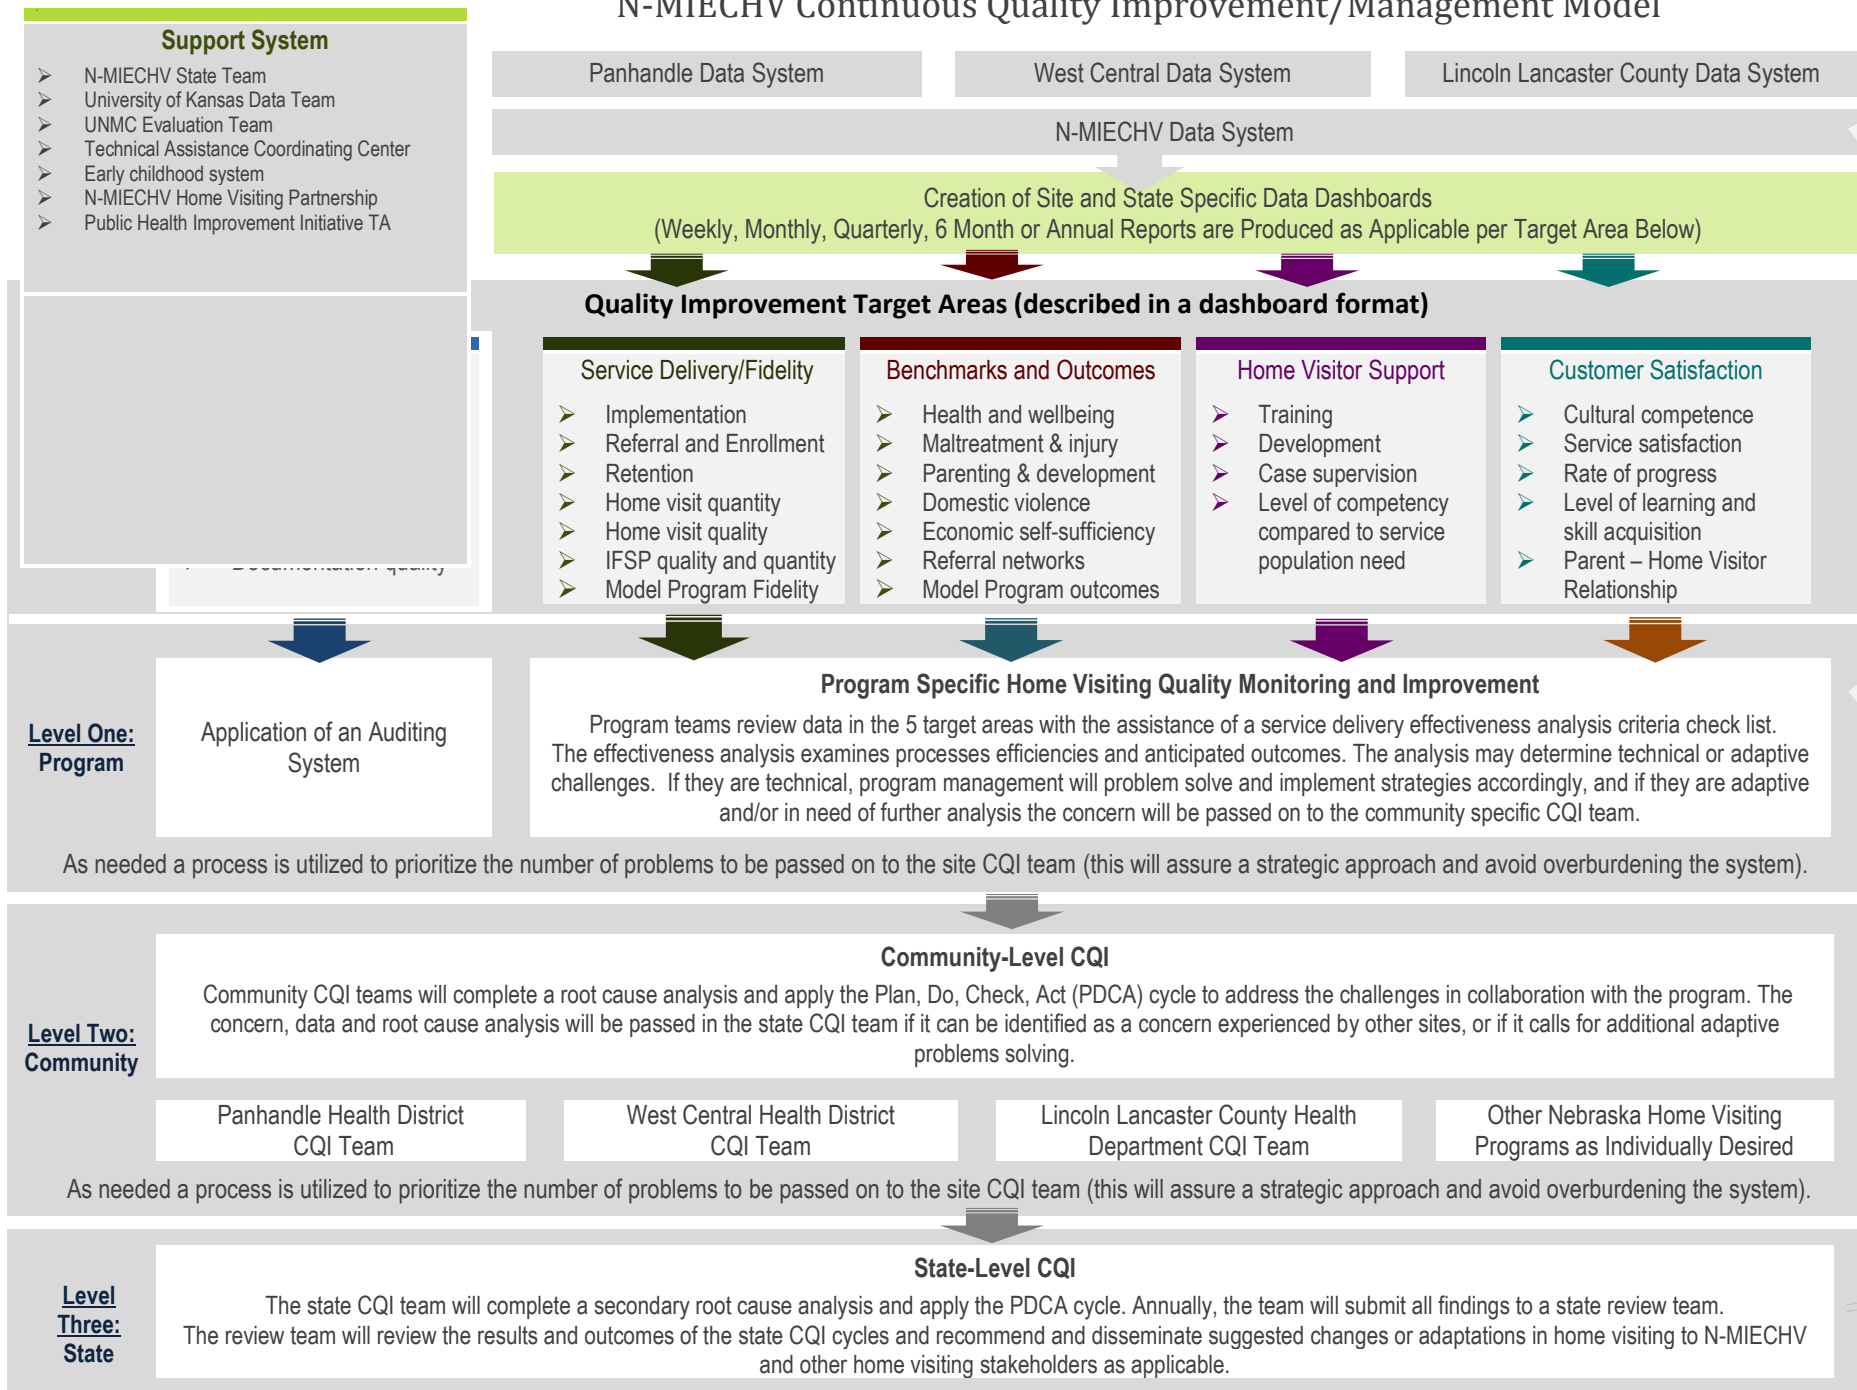 N-MIECHV Continuous Quality Improvement/Management Model
Support System
N-MIECHV State Team
University of Kansas Data Team
UNMC Evaluation Team
Technical Assistance Coordinating Center
Early childhood system
N-MIECHV Home Visiting Partnership
Public Health Improvement Initiative TA
Panhandle Data System
West Central Data System
Lincoln Lancaster County Data System
N-MIECHV Data System
Creation of Site and State Specific Data Dashboards
(Weekly, Monthly, Quarterly, 6 Month or Annual Reports are Produced as Applicable per Target Area Below)
Quality Improvement Target Areas (described in a dashboard format)
Service Delivery/Fidelity
Implementation
Referral and Enrollment
Retention
Home visit quantity
Home visit quality
IFSP quality and quantity
Model Program Fidelity
Benchmarks and Outcomes
Health and wellbeing
Maltreatment & injury
Parenting & development
Domestic violence
Economic self-sufficiency
Referral networks
Model Program outcomes
Home Visitor Support
Training
Development
Case supervision
Level of competency
compared to service
population need
Customer Satisfaction
Cultural competence
Service satisfaction
Rate of progress
Level of learning and
skill acquisition
Parent – Home Visitor
Relationship
Documentation quality
Level One:
Program
Application of an Auditing
System
Program Specific Home Visiting Quality Monitoring and Improvement
Program teams review data in the 5 target areas with the assistance of a service delivery effectiveness analysis criteria check list.
The effectiveness analysis examines processes efficiencies and anticipated outcomes. The analysis may determine technical or adaptive
challenges. If they are technical, program management will problem solve and implement strategies accordingly, and if they are adaptive
and/or in need of further analysis the concern will be passed on to the community specific CQI team.
As needed a process is utilized to prioritize the number of problems to be passed on to the site CQI team (this will assure a strategic approach and avoid overburdening the system).
Level Two:
Community
Community-Level CQI
Community CQI teams will complete a root cause analysis and apply the Plan, Do, Check, Act (PDCA) cycle to address the challenges in collaboration with the program. The
concern, data and root cause analysis will be passed in the state CQI team if it can be identified as a concern experienced by other sites, or if it calls for additional adaptive
problems solving.
Panhandle Health District
CQI Team
West Central Health District
CQI Team
Lincoln Lancaster County Health
Department CQI Team
Other Nebraska Home Visiting
Programs as Individually Desired
As needed a process is utilized to prioritize the number of problems to be passed on to the site CQI team (this will assure a strategic approach and avoid overburdening the system).
Level
Three:
State
State-Level CQI
The state CQI team will complete a secondary root cause analysis and apply the PDCA cycle. Annually, the team will submit all findings to a state review team.
The review team will review the results and outcomes of the state CQI cycles and recommend and disseminate suggested changes or adaptations in home visiting to N-MIECHV
and other home visiting stakeholders as applicable.